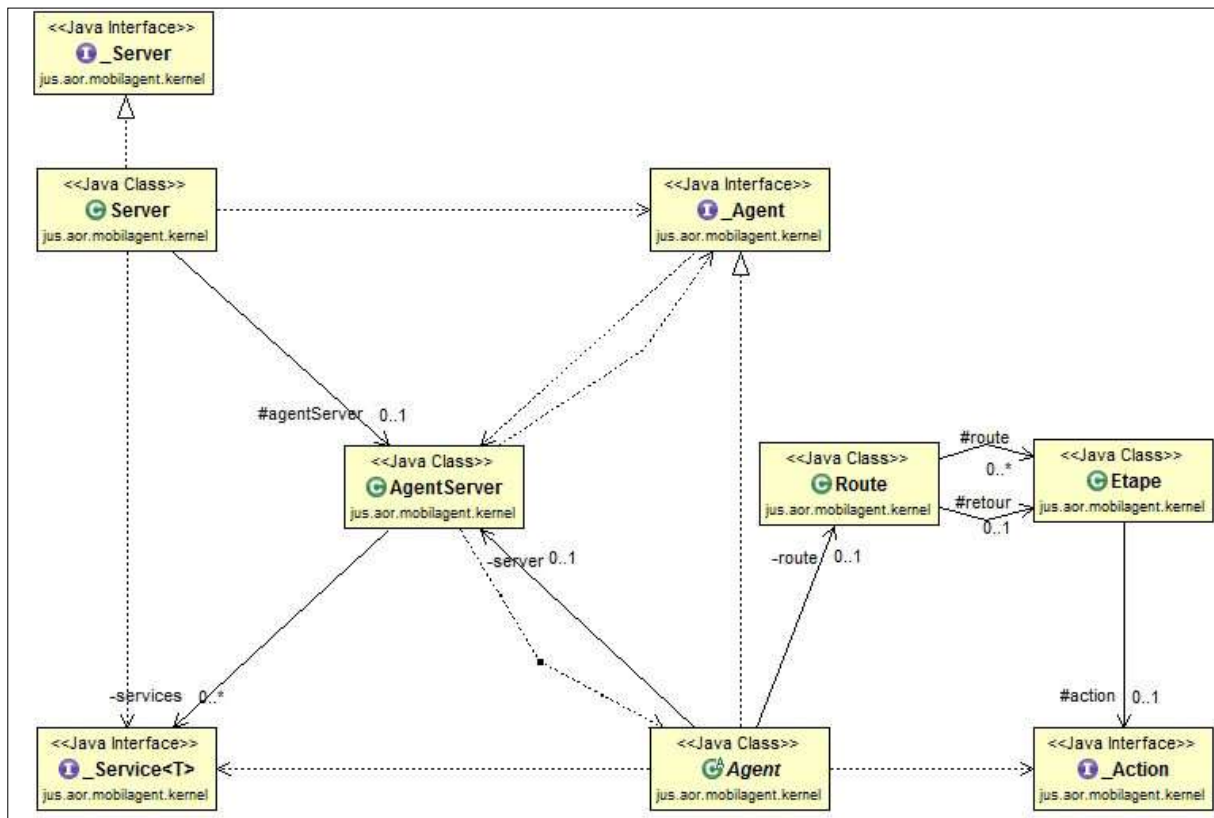 <<Java Interface>>
I _Server
jus.aor.mobilagent.kernel
<<Java Class>>
C Server
jus.aor.mobilagent.kernel
<<Java Interface>>
I _Agent
jus.aor.mobilagent.kernel
#agentServer 0..1
<<Java Class>>
C AgentServer
jus.aor.mobilagent.kernel
<<Java Class>>
C Route
jus.aor.mobilagent.kernel
#route
0..*
#retour
0..1
<<Java Class>>
C Etape
jus.aor.mobilagent.kernel
-server 0..1
-route 0..1
-services 0..*
#action 0..1
<<Java Interface>>
I _Service<T>
jus.aor.mobilagent.kernel
<<Java Class>>
C A Agent
jus.aor.mobilagent.kernel
<<Java Interface>>
I _Action
jus.aor.mobilagent.kernel